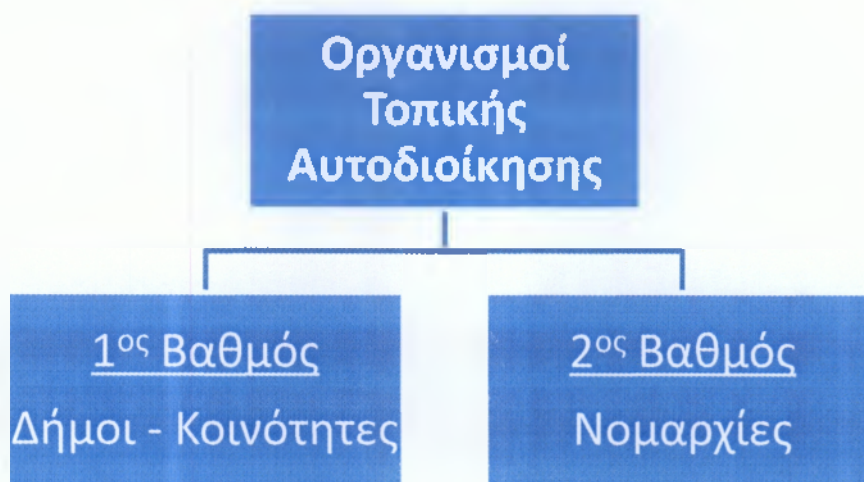 Οργανισμοί
Τοπικής
Αυτοδιοίκησης
1ος Βαθμός
Δήμοι - Κοινότητες
2ος Βαθμός
Νομαρχίες